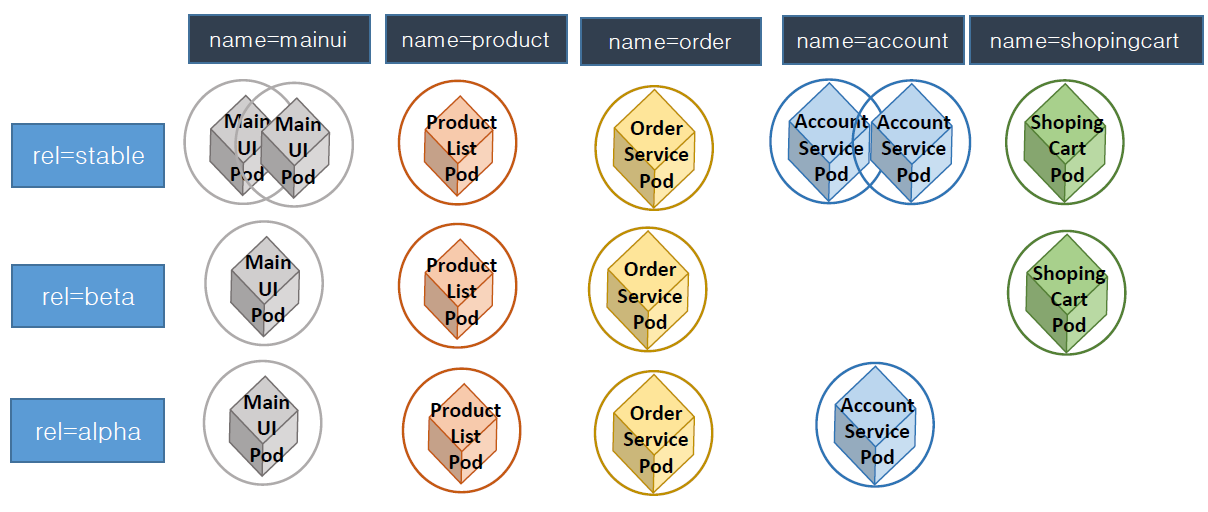 name=mainui
name=product
name=order
name=account
name=shopingcart
rel=stable
Main
UI
Pod
Main
UI
Pod
Product
List
Pod
Order
Service
Pod
Account
Service
Pod
Account
Service
Pod
Shoping
Cart
Pod
rel=beta
Main
UI
Pod
Product
List
Pod
Order
Service
Pod
Shoping
Cart
Pod
rel=alpha
Main
UI
Pod
Product
List
Pod
Order
Service
Pod
Account
Service
Pod